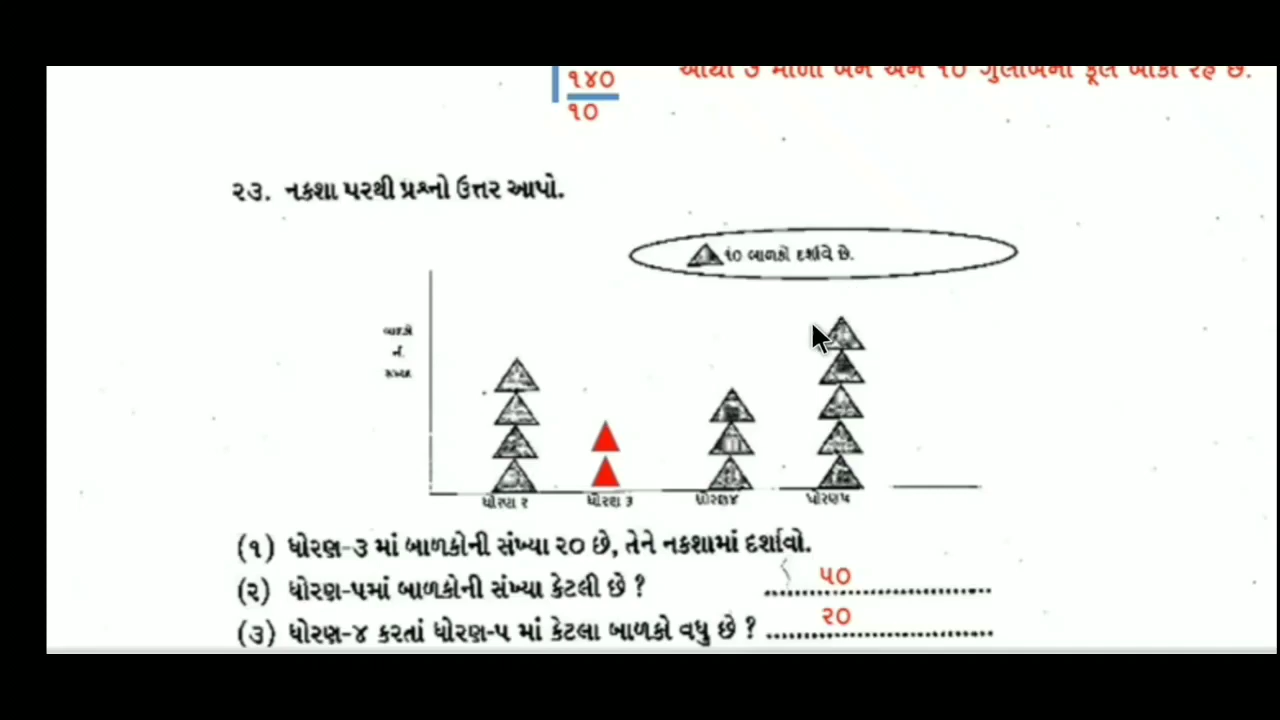 ૧૪૦
૧૦
૨૩. નકશા પરથી પ્રશ્નો ઉત્તર આપો.
૧૦ બાળકો દર્શાવે છે.
ધોરણ ૨ ધોરણ ૩ ધોરણ૪ ધોરણ૫
(૧) ધોરણ-૩ માં બાળકોની સંખ્યા ૨૦ છે, તેને નકશામાં દર્શાવો.
(૨) ધોરણ-૫માં બાળકોની સંખ્યા કેટલી છે ? ૫૦
(૩) ધોરણ-૪ કરતાં ધોરણ-૫ માં કેટલા બાળકો વધુ છે ? ૨૦